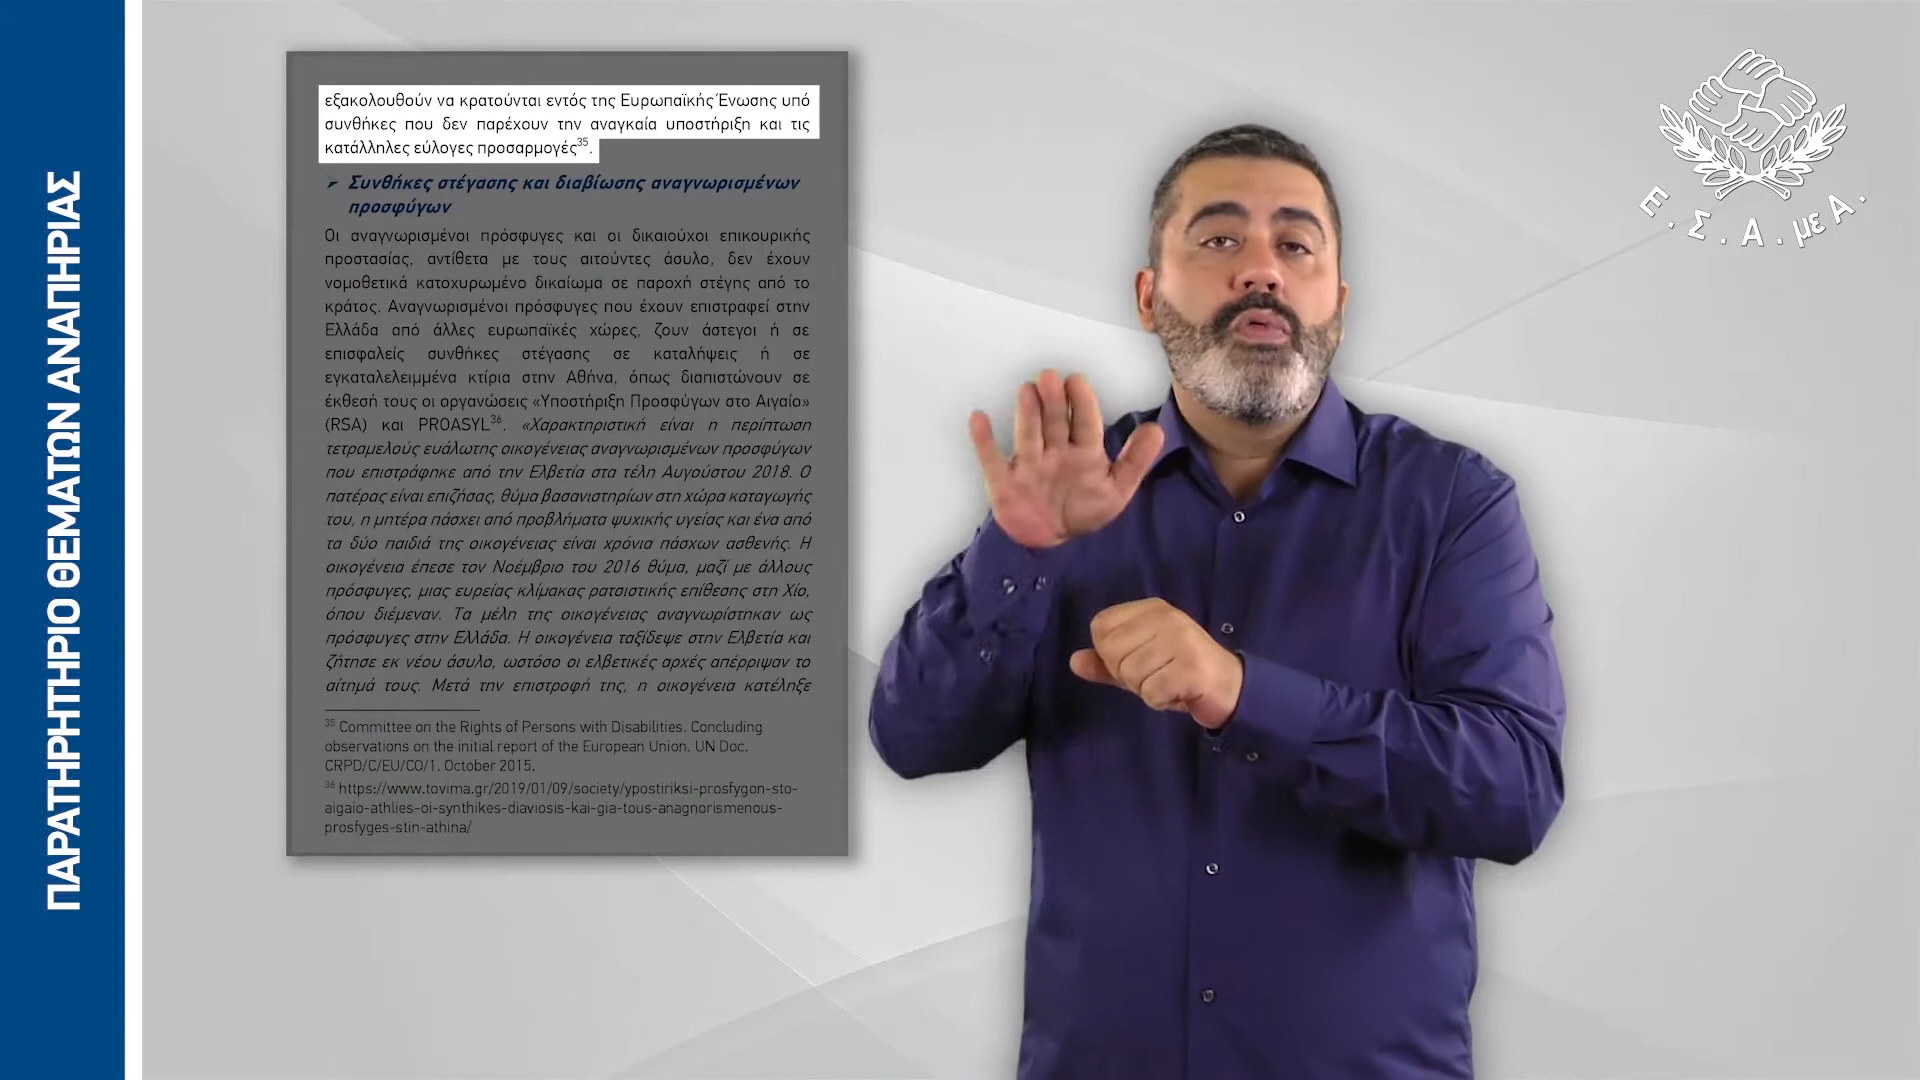 ΠΑΡΑΤΗΡΗΤΗΡΙΟ ΘΕΜΑΤΩΝ ΑΝΑΠΗΡΙΑΣ
εξακολουθούν να κρατούνται εντός της Ευρωπαϊκής Ένωσης υπό
συνθήκες που δεν παρέχουν την αναγκαία υποστήριξη και τις
κατάλληλες εύλογες προσαρμογές³⁵.
➢ Συνθήκες στέγασης και διαβίωσης αναγνωρισμένων
προσφύγων
Οι αναγνωρισμένοι πρόσφυγες και οι δικαιούχοι επικουρικής
προστασίας, αντίθετα με τους αιτούντες άσυλο, δεν έχουν
νομοθετικά κατοχυρωμένο δικαίωμα σε παροχή στέγης από το
κράτος. Αναγνωρισμένοι πρόσφυγες που έχουν επιστραφεί στην
Ελλάδα από άλλες ευρωπαϊκές χώρες, ζουν άστεγοι ή σε
επισφαλείς συνθήκες στέγασης σε καταλήψεις ή σε
εγκαταλελειμμένα κτίρια στην Αθήνα, όπως διαπιστώνουν σε
έκθεσή τους οι οργανώσεις «Υποστήριξη Προσφύγων στο Αιγαίο»
(RSA) και PROASYL³⁶. «Χαρακτηριστική είναι η περίπτωση
τετραμελούς ευάλωτης οικογένειας αναγνωρισμένων προσφύγων
που επιστράφηκε από την Ελβετία στα τέλη Αυγούστου 2018. Ο
πατέρας είναι επιζήσας, θύμα βασανιστηρίων στη χώρα καταγωγής
του, η μητέρα πάσχει από προβλήματα ψυχικής υγείας και ένα από
τα δύο παιδιά της οικογένειας είναι χρόνια πάσχων ασθενής. Η
οικογένεια έπεσε τον Νοέμβριο του 2016 θύμα, μαζί με άλλους
πρόσφυγες, μιας ευρείας κλίμακας ρατσιστικής επίθεσης στη Χίο,
όπου διέμεναν. Τα μέλη της οικογένειας αναγνωρίστηκαν ως
πρόσφυγες στην Ελλάδα. Η οικογένεια ταξίδεψε στην Ελβετία και
ζήτησε εκ νέου άσυλο, ωστόσο οι ελβετικές αρχές απέρριψαν το
αίτημά τους. Μετά την επιστροφή της, η οικογένεια κατέληξε
³⁵ Committee on the Rights of Persons with Disabilities. Concluding
observations on the initial report of the European Union. UN Doc.
CRPD/C/EU/CO/1. October 2015.
³⁶ https://www.tovima.gr/2019/01/09/society/ypostiriksi-prosfygon-sto-
aigaio-athlies-oi-synthikes-diaviosis-kai-gia-tous-anagnorismenous-
prosfyges-stin-athina/
Ε.Σ.Α.μεΑ.